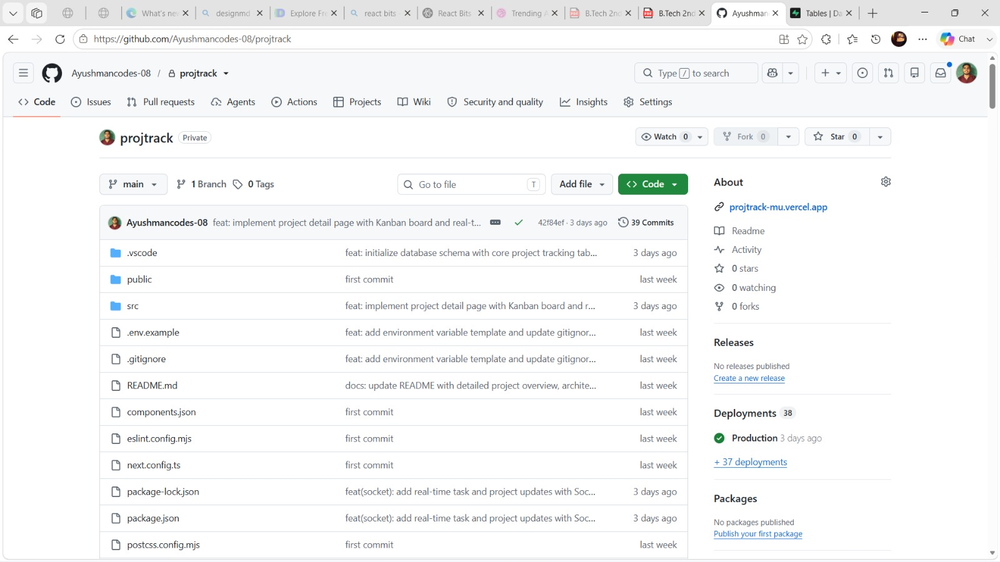 What's nev
designmd
Explore Fre
react bits -
React Bits
Trending A
B.Tech 2nd
B.Tech 2nd
Ayushman
Tables | Da
https://github.com/Ayushmancodes-08/projtrack
Chat
Ayushmancodes-08 / projtrack
Type / to search
Code
Issues
Pull requests
Agents
Actions
Projects
Wiki
Security and quality
Insights
Settings
projtrack Private
Watch 0
Fork 0
Star 0
main
1 Branch
0 Tags
Go to file T
Add file
Code
Ayushmancodes-08 feat: implement project detail page with Kanban board and real-t... 42f84ef · 3 days ago 39 Commits
.vscode feat: initialize database schema with core project tracking tab... 3 days ago
public first commit last week
src feat: implement project detail page with Kanban board and r... 3 days ago
.env.example feat: add environment variable template and update gitignor... last week
.gitignore feat: add environment variable template and update gitignor... last week
README.md docs: update README with detailed project overview, archite... last week
components.json first commit last week
eslint.config.mjs first commit last week
next.config.ts first commit last week
package-lock.json feat(socket): add real-time task and project updates with Soc... 3 days ago
package.json feat(socket): add real-time task and project updates with Soc... 3 days ago
postcss.config.mjs first commit last week
About
projtrack-mu.vercel.app
Readme
Activity
0 stars
0 watching
0 forks
Releases
No releases published
Create a new release
Deployments 38
Production 3 days ago
+ 37 deployments
Packages
No packages published
Publish your first package